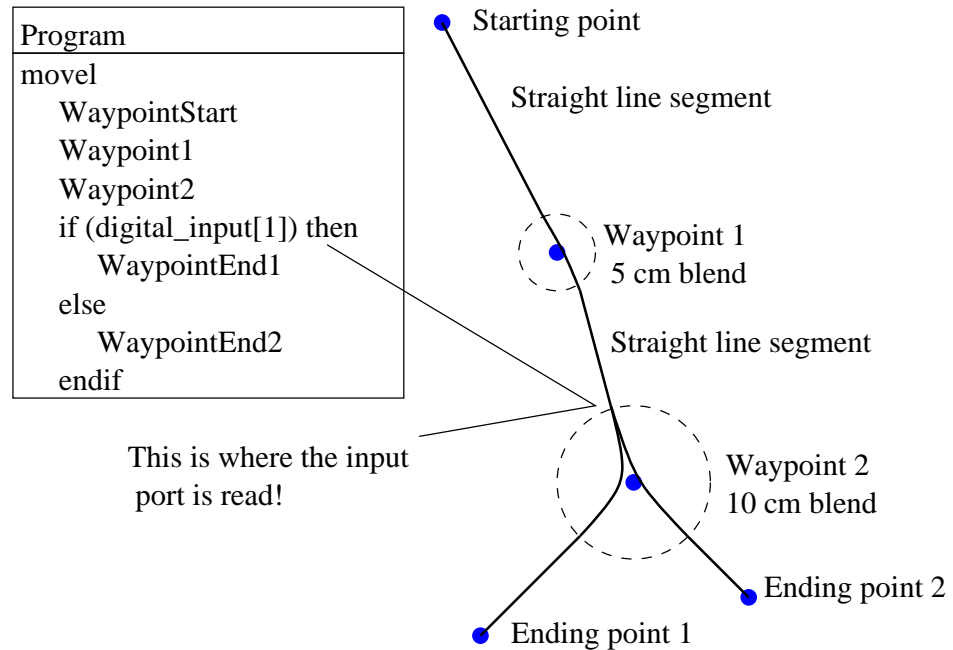 Program
movel
WaypointStart
Waypoint1
Waypoint2
if (digital_input[1]) then
WaypointEnd1
else
WaypointEnd2
endif
This is where the input
port is read!
Starting point
Straight line segment
Waypoint 1
5 cm blend
Straight line segment
Waypoint 2
10 cm blend
Ending point 2
Ending point 1